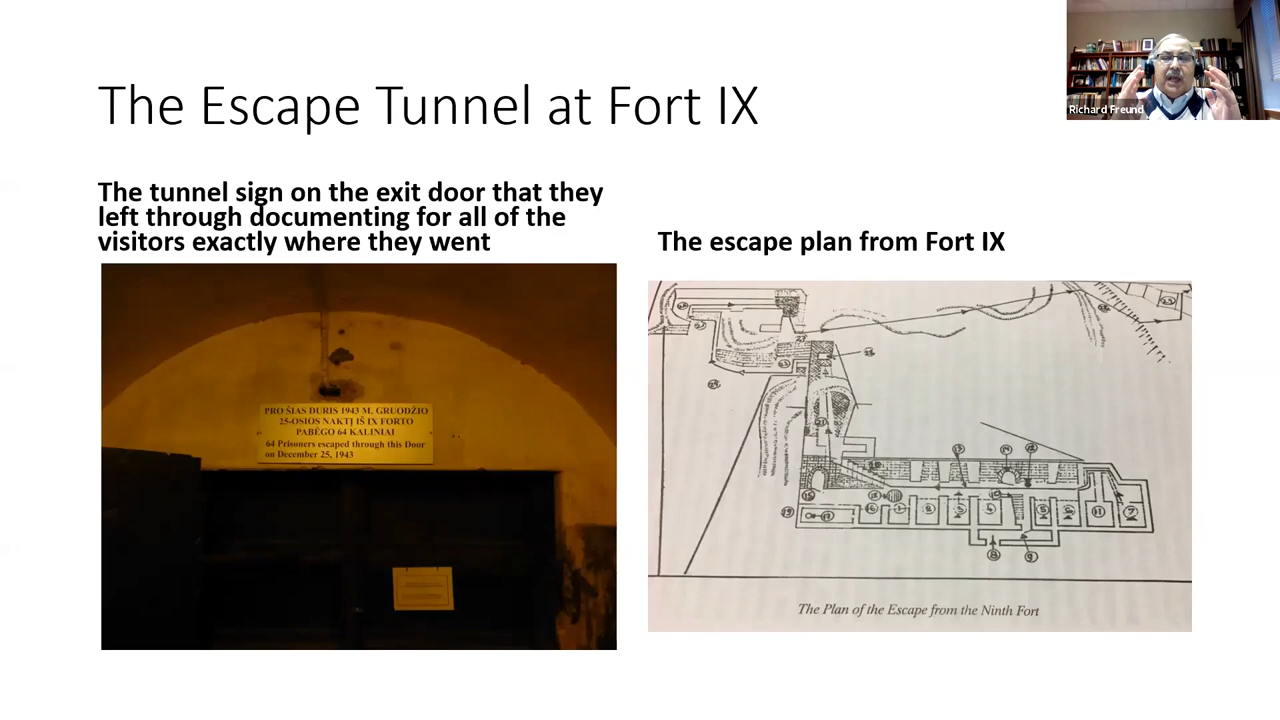 The Escape Tunnel at Fort IX
Richard Freund
The tunnel sign on the exit door that they
left through documenting for all of the
visitors exactly where they went
The escape plan from Fort IX
PRO ŠIAS DURIS 1943 M. GRUODŽIO
25-OSIOS NAKTĮ IŠ IX FORTO
PABĖGO 64 KALINIAI
64 Prisoners escaped through this Door
on December 25, 1943
The Plan of the Escape from the Ninth Fort